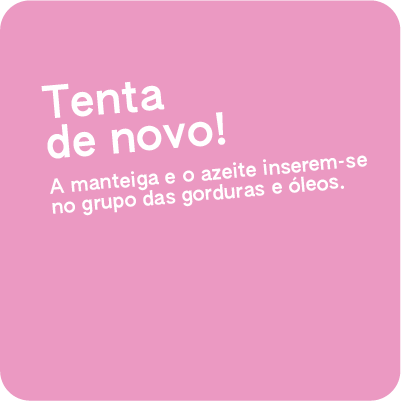 Tenta
de novo!
A manteiga e o azeite inserem-se
no grupo das gorduras e óleos.